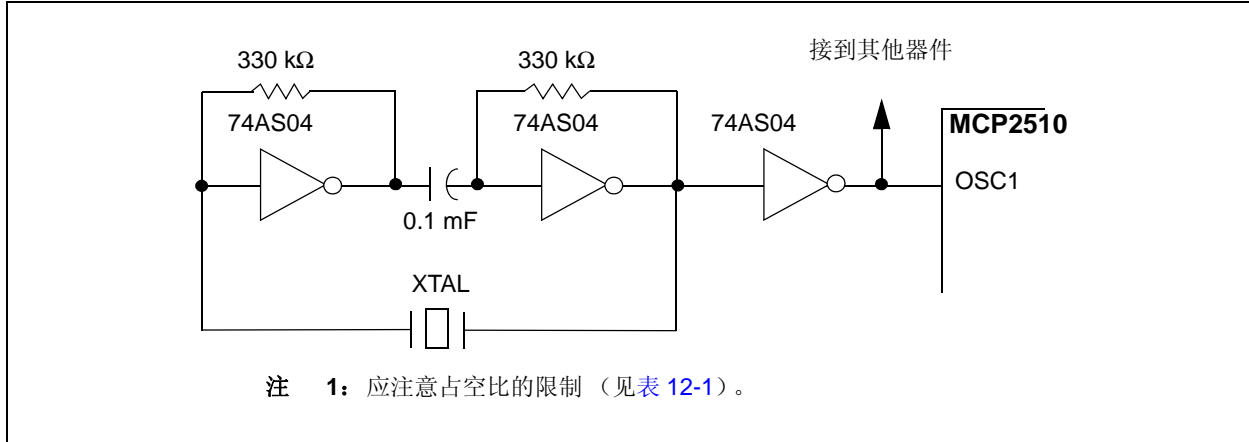 330 kΩ
330 kΩ
接到其他器件
74AS04
74AS04
74AS04
MCP2510
OSC1
0.1 mF
XTAL
注 1: 应注意占空比的限制 (见表 12-1)。